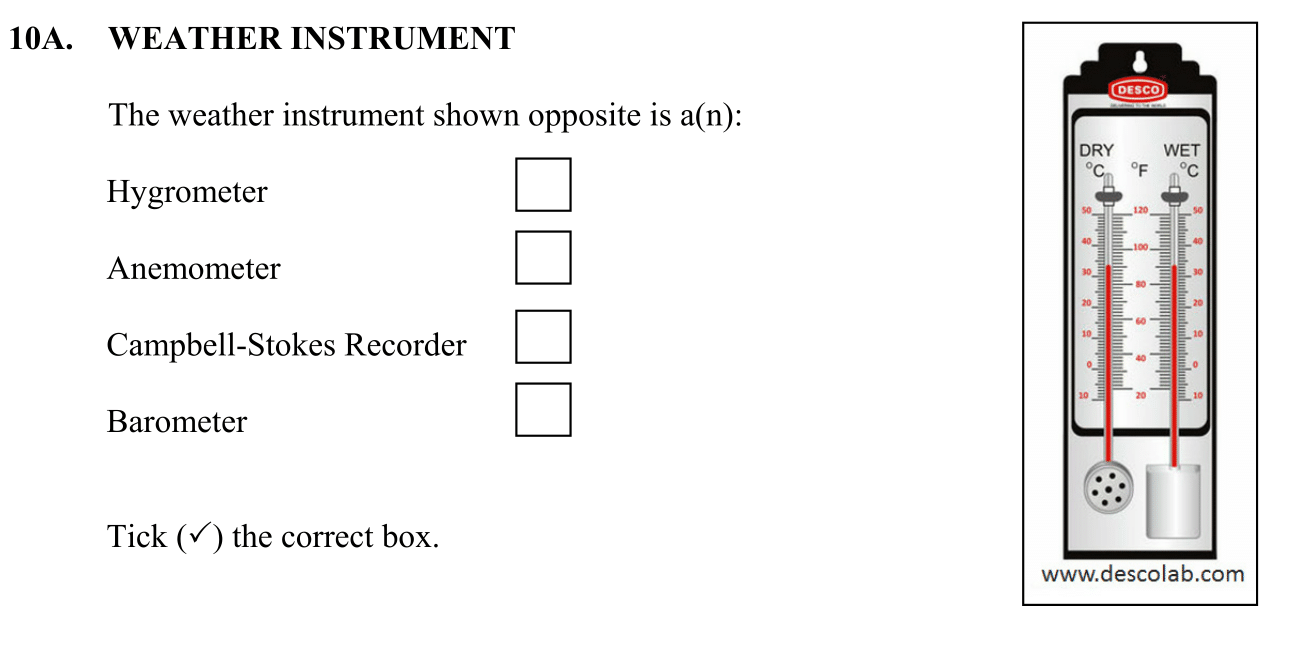 10A. WEATHER INSTRUMENT
The weather instrument shown opposite is a(n):
Hygrometer
Anemometer
Campbell-Stokes Recorder
Barometer
Tick (✓) the correct box.
DESCO
DRY WET
°C °F °C
50 120 50
40 100 40
30 80 30
20 20
10 60 10
0 40 0
10 20 10
www.descolab.com